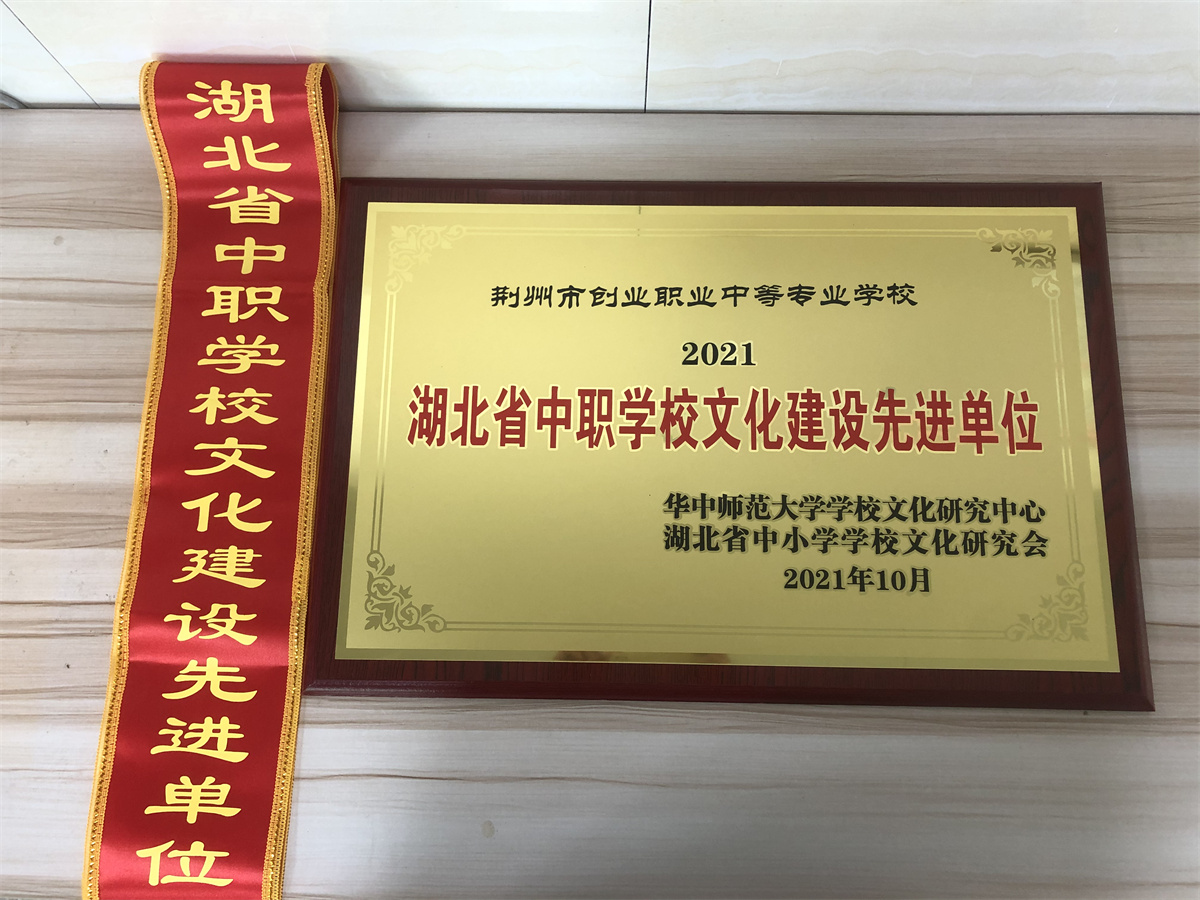 湖北省中职学校文化建设先进单位
荆州市创业职业中等专业学校
2021
湖北省中职学校文化建设先进单位
华中师范大学学校文化研究中心
湖北省中小学学校文化研究会
2021年10月